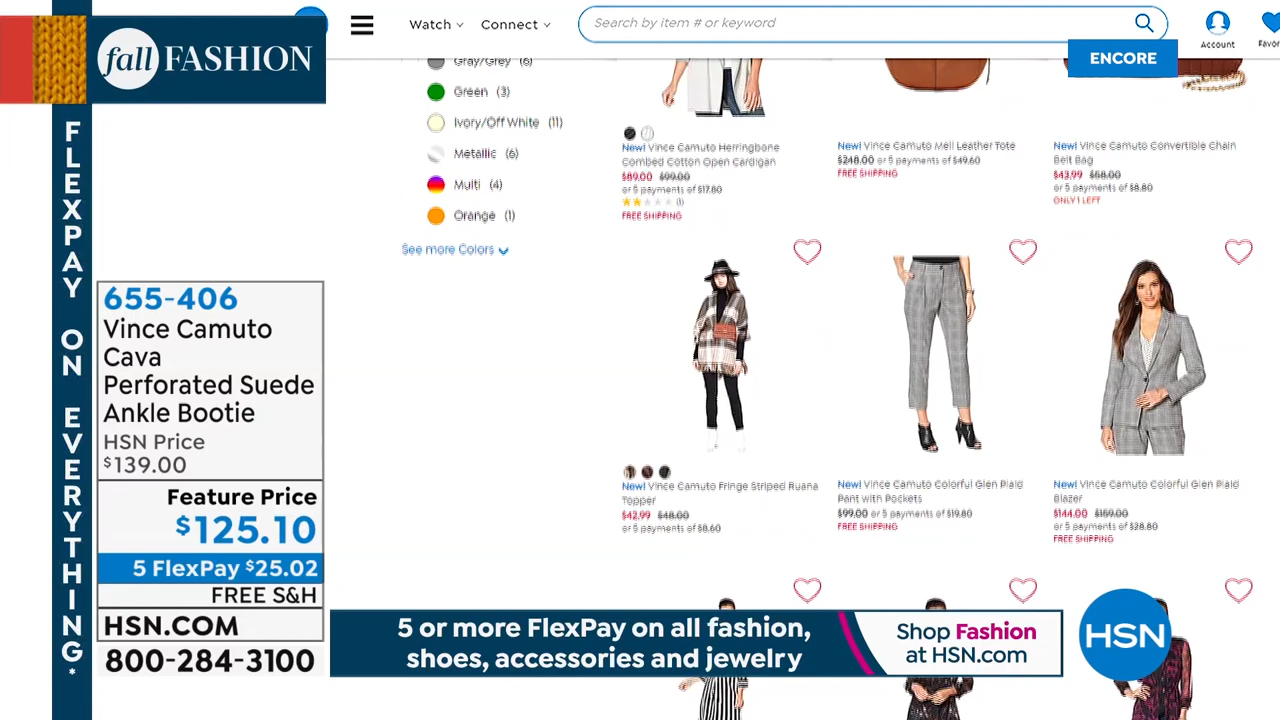 fall FASHION
FLEXPAY ON EVERYTHING*
655-406
Vince Camuto
Cava
Perforated Suede
Ankle Bootie
HSN Price
$139.00
Feature Price
$125.10
5 FlexPay $25.02
FREE S&H
HSN.COM
800-284-3100
Watch
Connect
Search by item # or keyword
Account
Favor
ENCORE
Gray/Grey (6)
Green (3)
Ivory/Off White (11)
Metallic (6)
Multi (4)
Orange (1)
See more Colors
New! Vince Camuto Herringbone
Combed Cotton Open Cardigan
$89.00 $99.00
or 5 payments of $17.80
(1)
FREE SHIPPING
New! Vince Camuto Mell Leather Tote
$248.00 or 5 payments of $49.60
FREE SHIPPING
New! Vince Camuto Convertible Chain
Belt Bag
$43.99 $58.00
or 5 payments of $8.80
ONLY 1 LEFT
New! Vince Camuto Fringe Striped Ruana
Topper
$42.99 $48.00
or 5 payments of $8.60
New! Vince Camuto Colorful Glen Plaid
Pant with Pockets
$99.00 or 5 payments of $19.80
FREE SHIPPING
New! Vince Camuto Colorful Glen Plaid
Blazer
$144.00 $159.00
or 5 payments of $28.80
FREE SHIPPING
5 or more FlexPay on all fashion,
shoes, accessories and jewelry
Shop Fashion
at HSN.com
HSN